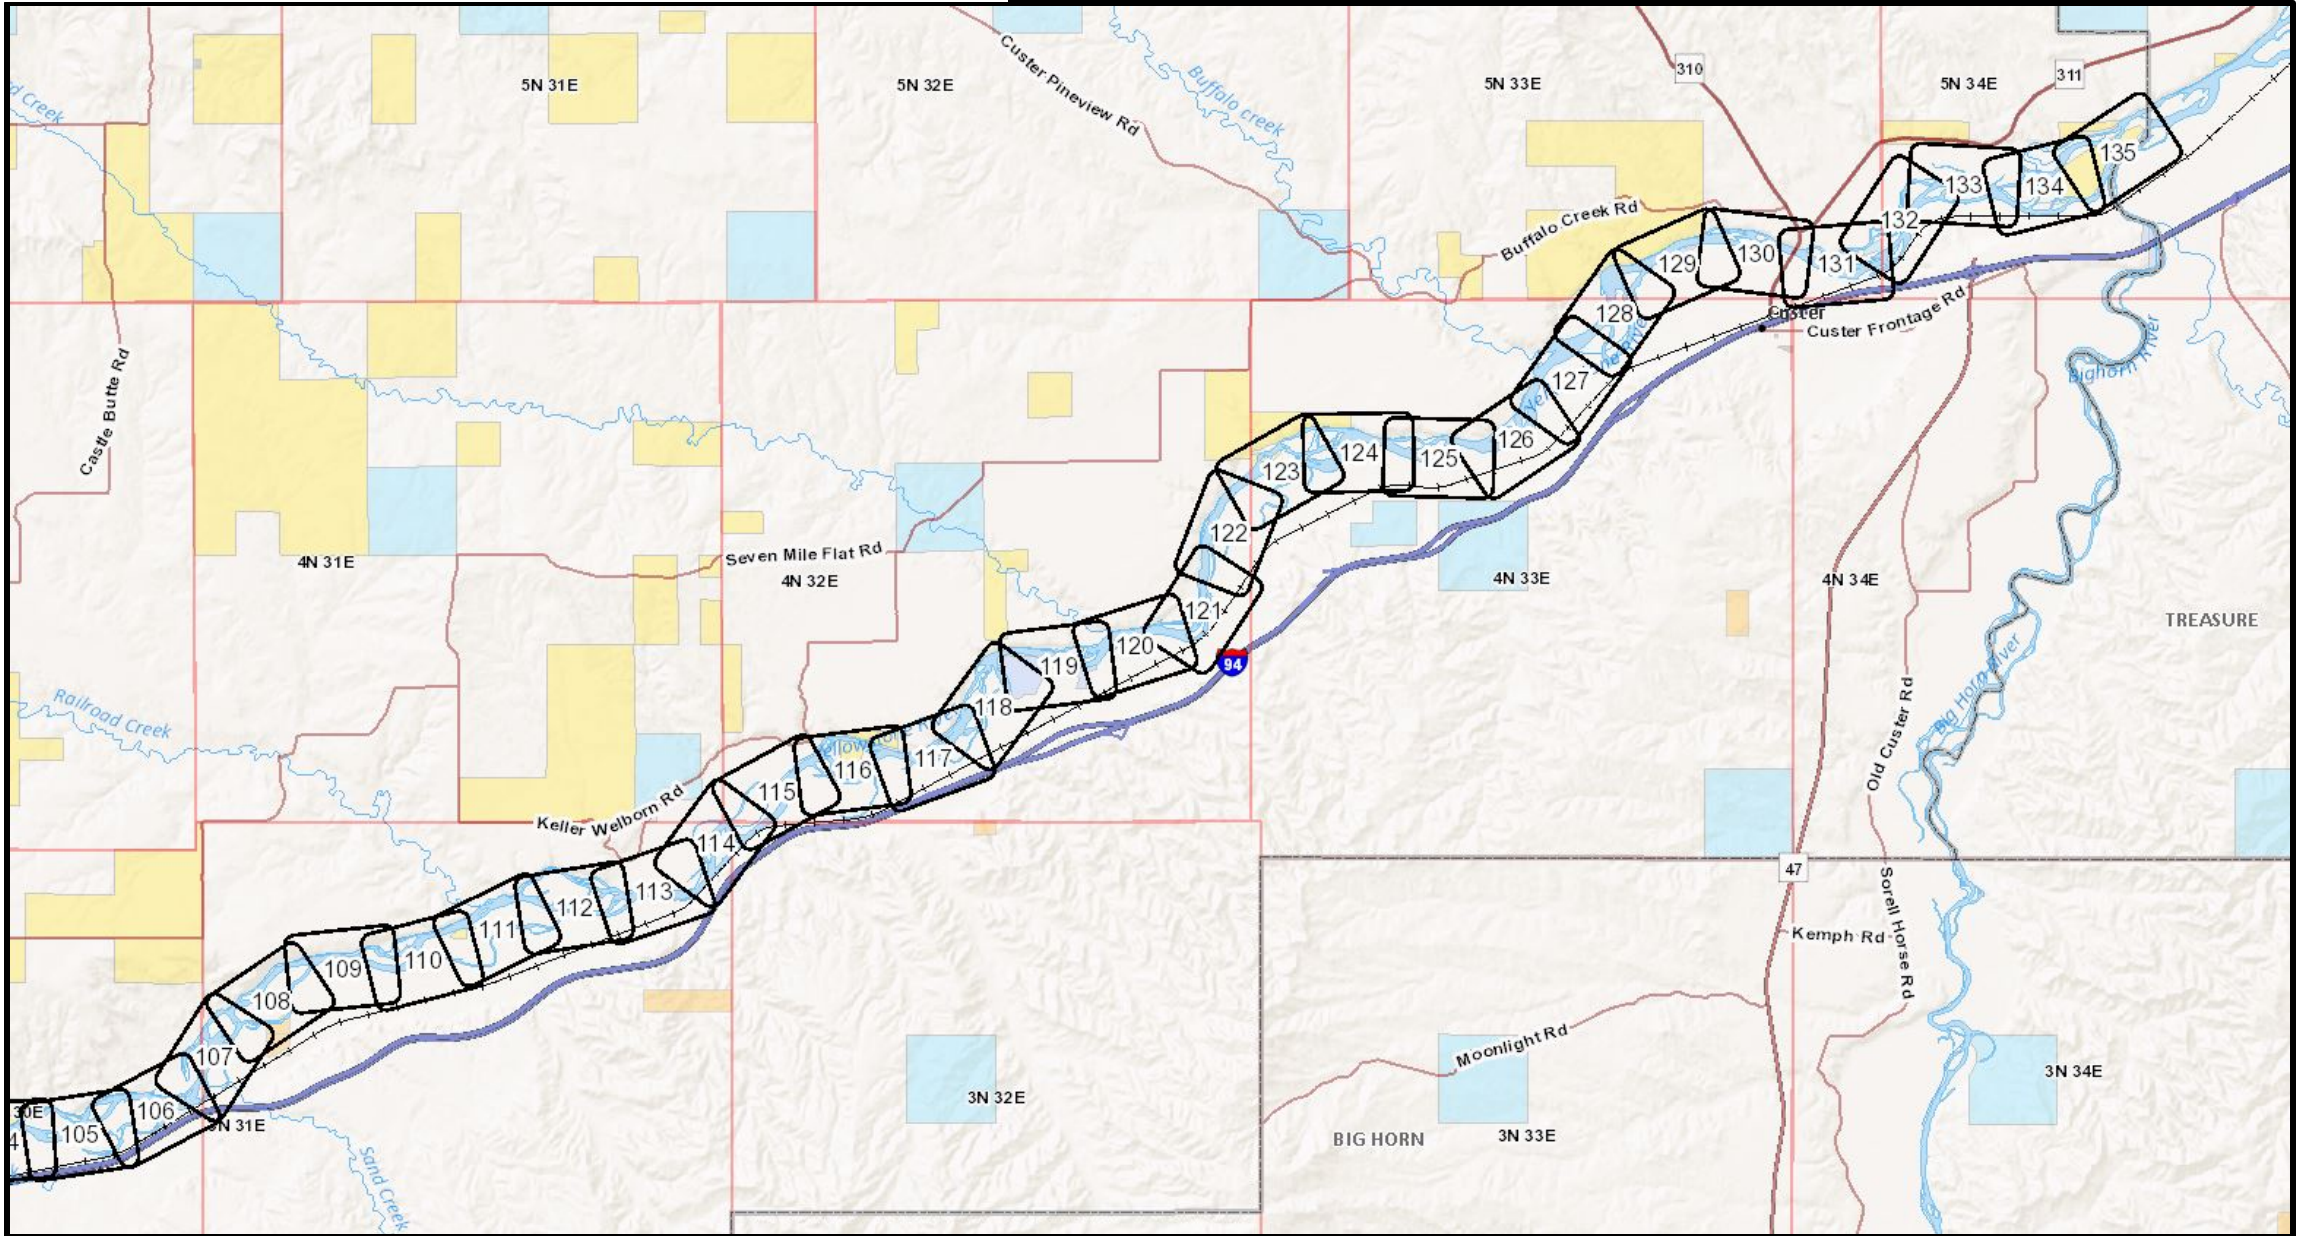 310
5N 31E
5N 32E
5N 33E
5N 34E
311
Custer Pineview Rd
Buffalo creek
d Creek
135
133
134
132
Buffalo Creek Rd
129
130
131
128
Custer
Custer Frontage Rd
Bighorn River
127
Castle Butte Rd
126
125
124
123
122
4N 31E
Seven Mile Flat Rd
4N 32E
4N 33E
4N 34E
TREASURE
121
120
119
94
118
Railroad Creek
Big Horn River
Old Custer Rd
117
116
115
Keller Welborn Rd
114
113
112
111
110
109
108
107
106
105
4
30E
3N 31E
47
Sorell Horse Rd
Kemph Rd
Moonlight Rd
3N 32E
3N 33E
3N 34E
BIG HORN
Sand Creek